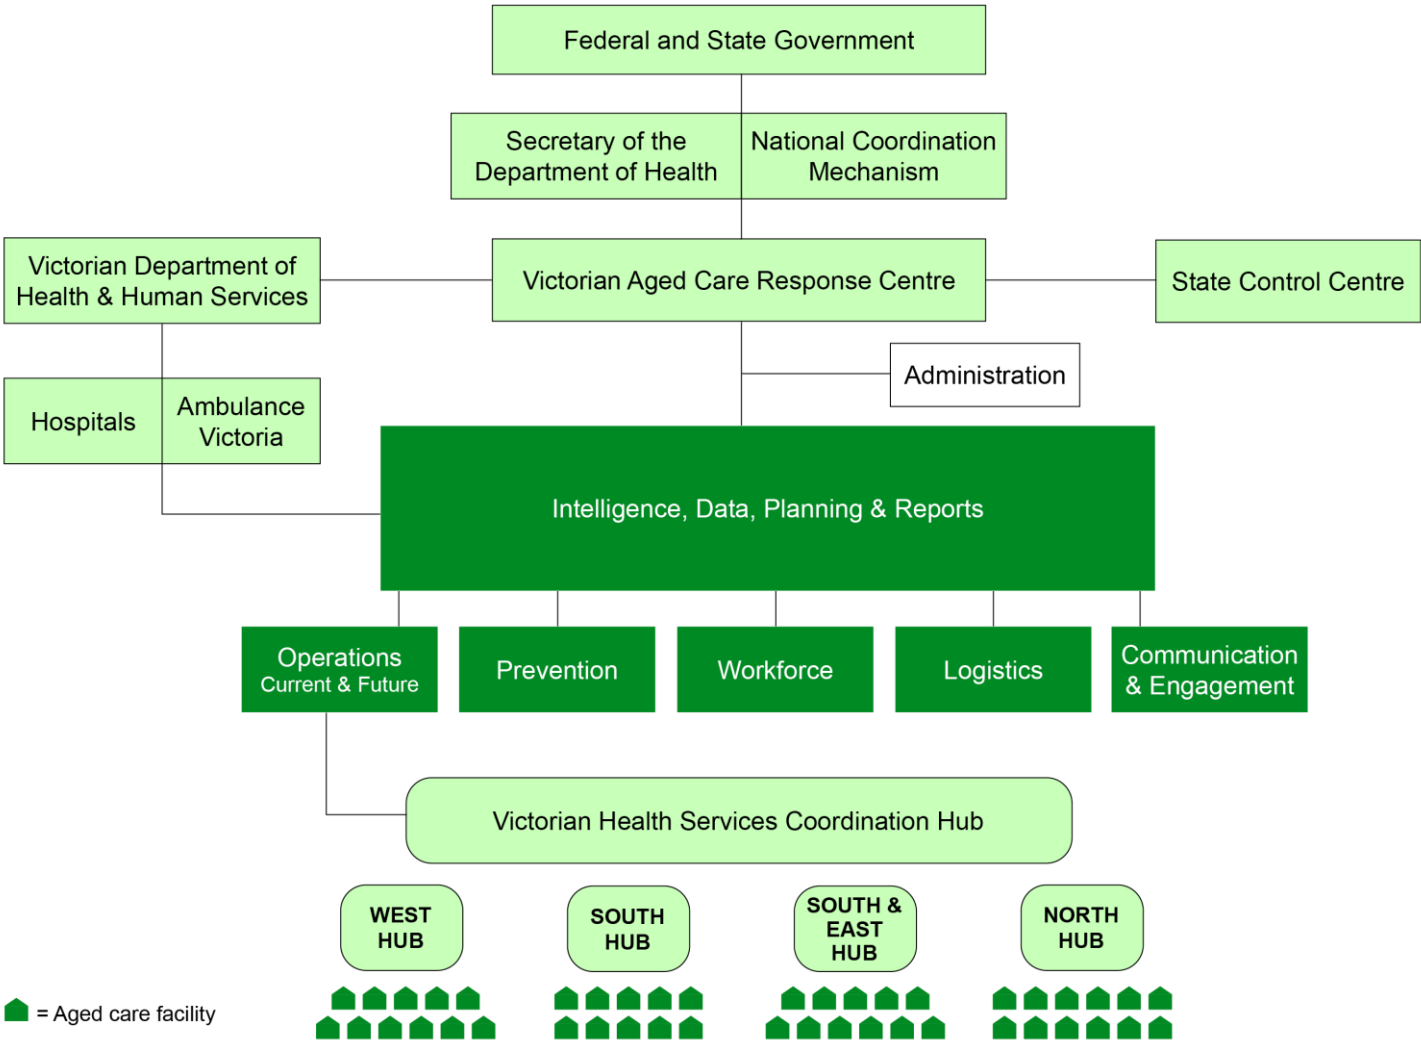 Federal and State Government
Secretary of the
Department of Health
National Coordination
Mechanism
Victorian Department of
Health & Human Services
Victorian Aged Care Response Centre
State Control Centre
Administration
Hospitals
Ambulance
Victoria
Intelligence, Data, Planning & Reports
Operations
Current & Future
Prevention
Workforce
Logistics
Communication
& Engagement
Victorian Health Services Coordination Hub
WEST
HUB
SOUTH
HUB
SOUTH &
EAST
HUB
NORTH
HUB
= Aged care facility